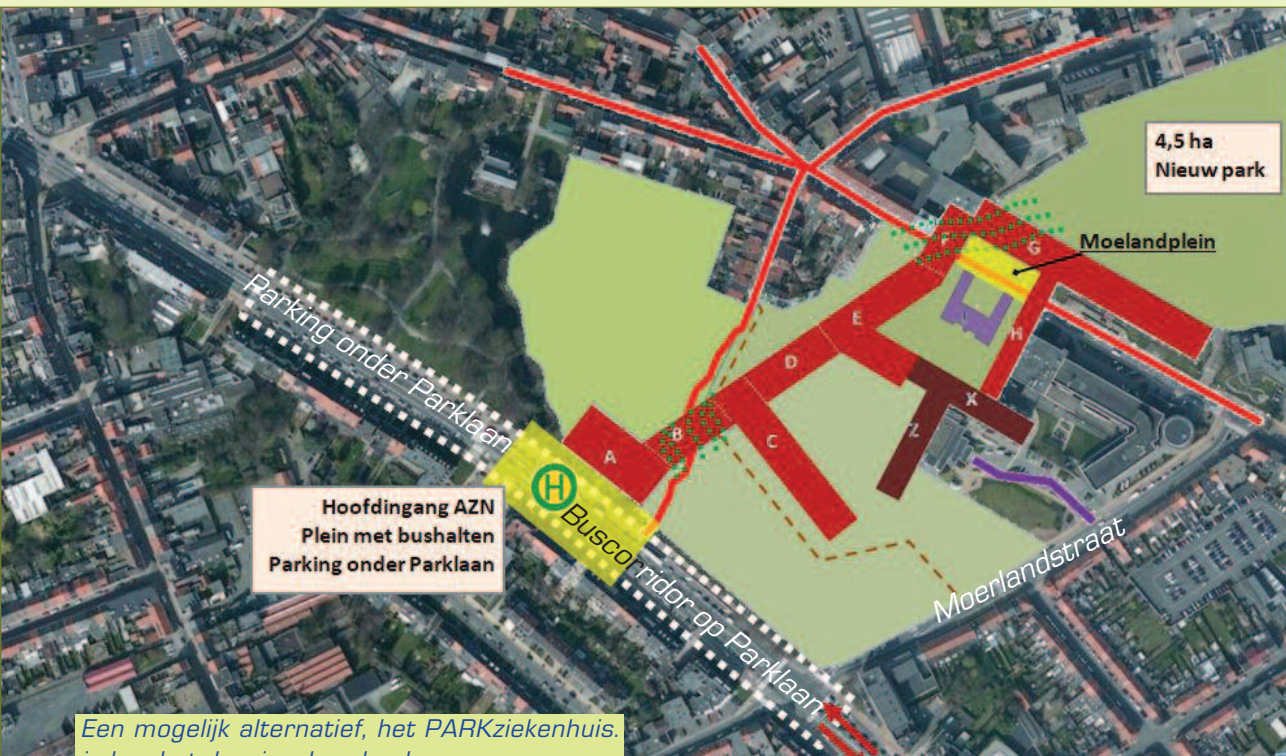 4,5 ha
Nieuw park
Moelandplein
F
G
E
H
D
X
B
C
Z
A
Parking onder Parklaan
H
Hoofdingang AZN
Plein met bushalten
Parking onder Parklaan
Buscorridor op Parklaan
Moerlandstraat
Een mogelijk alternatief, het PARKziekenhuis.